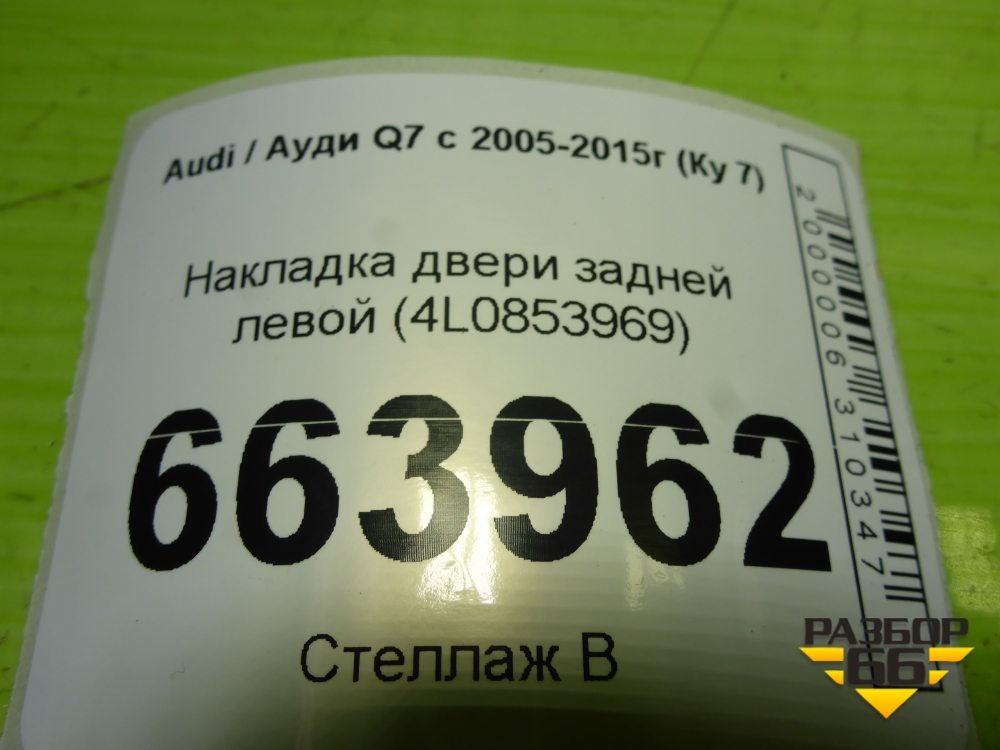 Audi / Ауди Q7 с 2005-2015г (Ку 7)
Накладка двери задней
левой (4L0853969)
663962
Стеллаж В
2000006310347
РАЗБОР
66